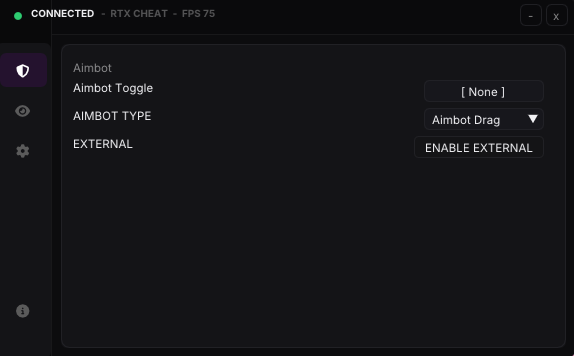 CONNECTED - RTX CHEAT - FPS 75
- x
Aimbot
Aimbot Toggle [ None ]
AIMBOT TYPE Aimbot Drag
EXTERNAL ENABLE EXTERNAL